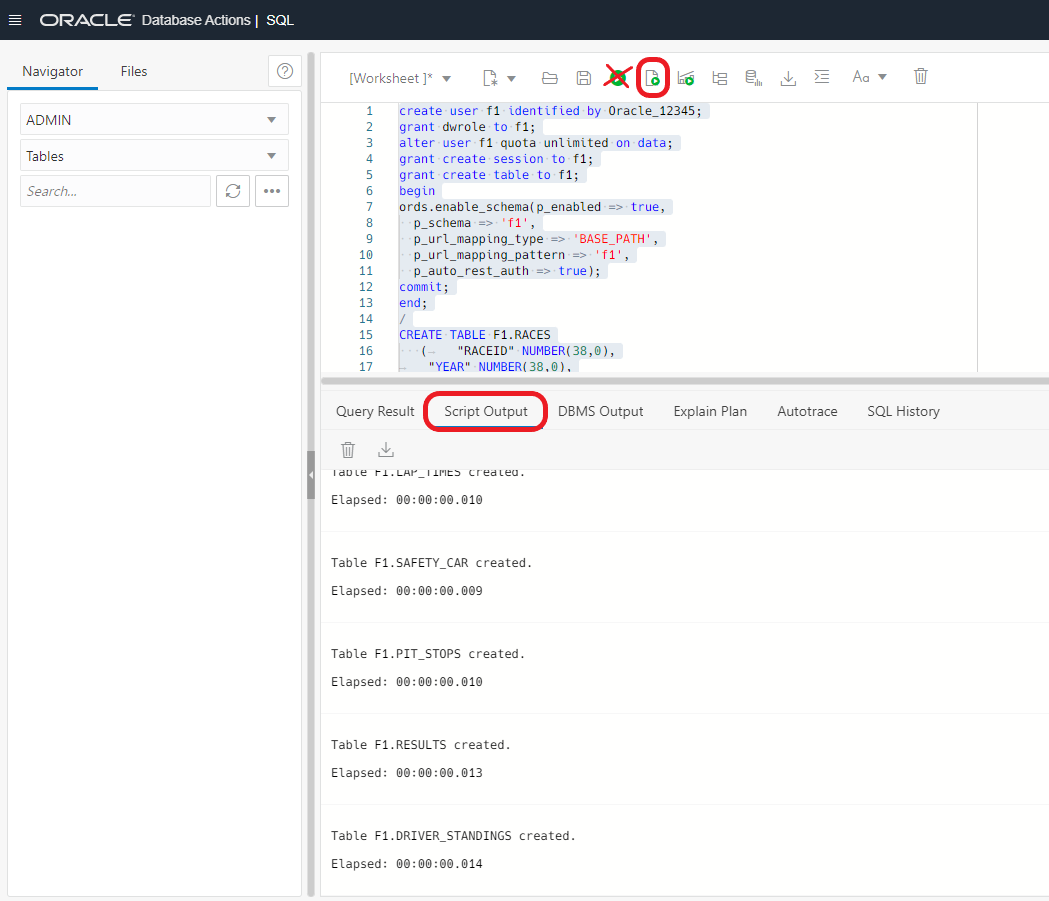 ORACLE Database Actions | SQL
Navigator Files
ADMIN
Tables
Search...
[Worksheet ]*
Aa
1 create user f1 identified by Oracle_12345;
2 grant dwrole to f1;
3 alter user f1 quota unlimited on data;
4 grant create session to f1;
5 grant create table to f1;
6 begin
7 ords.enable_schema(p_enabled => true,
8 p_schema => 'f1',
9 p_url_mapping_type => 'BASE_PATH',
10 p_url_mapping_pattern => 'f1',
11 p_auto_rest_auth => true);
12 commit;
13 end;
14 /
15 CREATE TABLE F1.RACES
16 ( "RACEID" NUMBER(38,0),
17 "YEAR" NUMBER(38,0),
Query Result Script Output DBMS Output Explain Plan Autotrace SQL History
Table F1.LAP_TIMES created.
Elapsed: 00:00:00.010
Table F1.SAFETY_CAR created.
Elapsed: 00:00:00.009
Table F1.PIT_STOPS created.
Elapsed: 00:00:00.010
Table F1.RESULTS created.
Elapsed: 00:00:00.013
Table F1.DRIVER_STANDINGS created.
Elapsed: 00:00:00.014